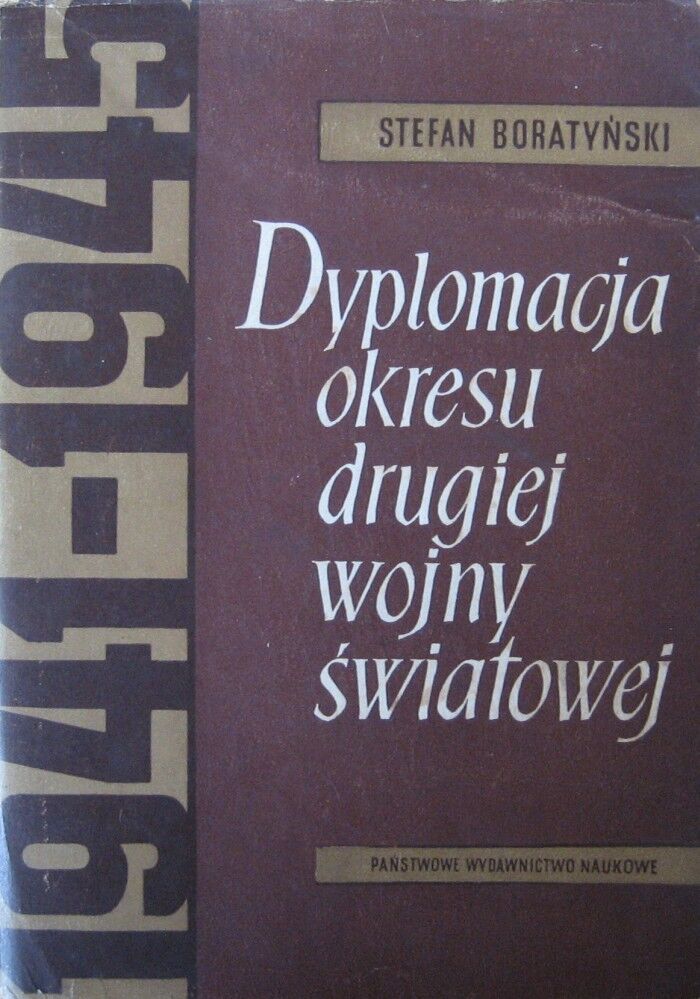 1941-1945
STEFAN BORATYŃSKI
Dyplomacja
okresu
drugiej
wojny
światowej
PAŃSTWOWE WYDAWNICTWO NAUKOWE